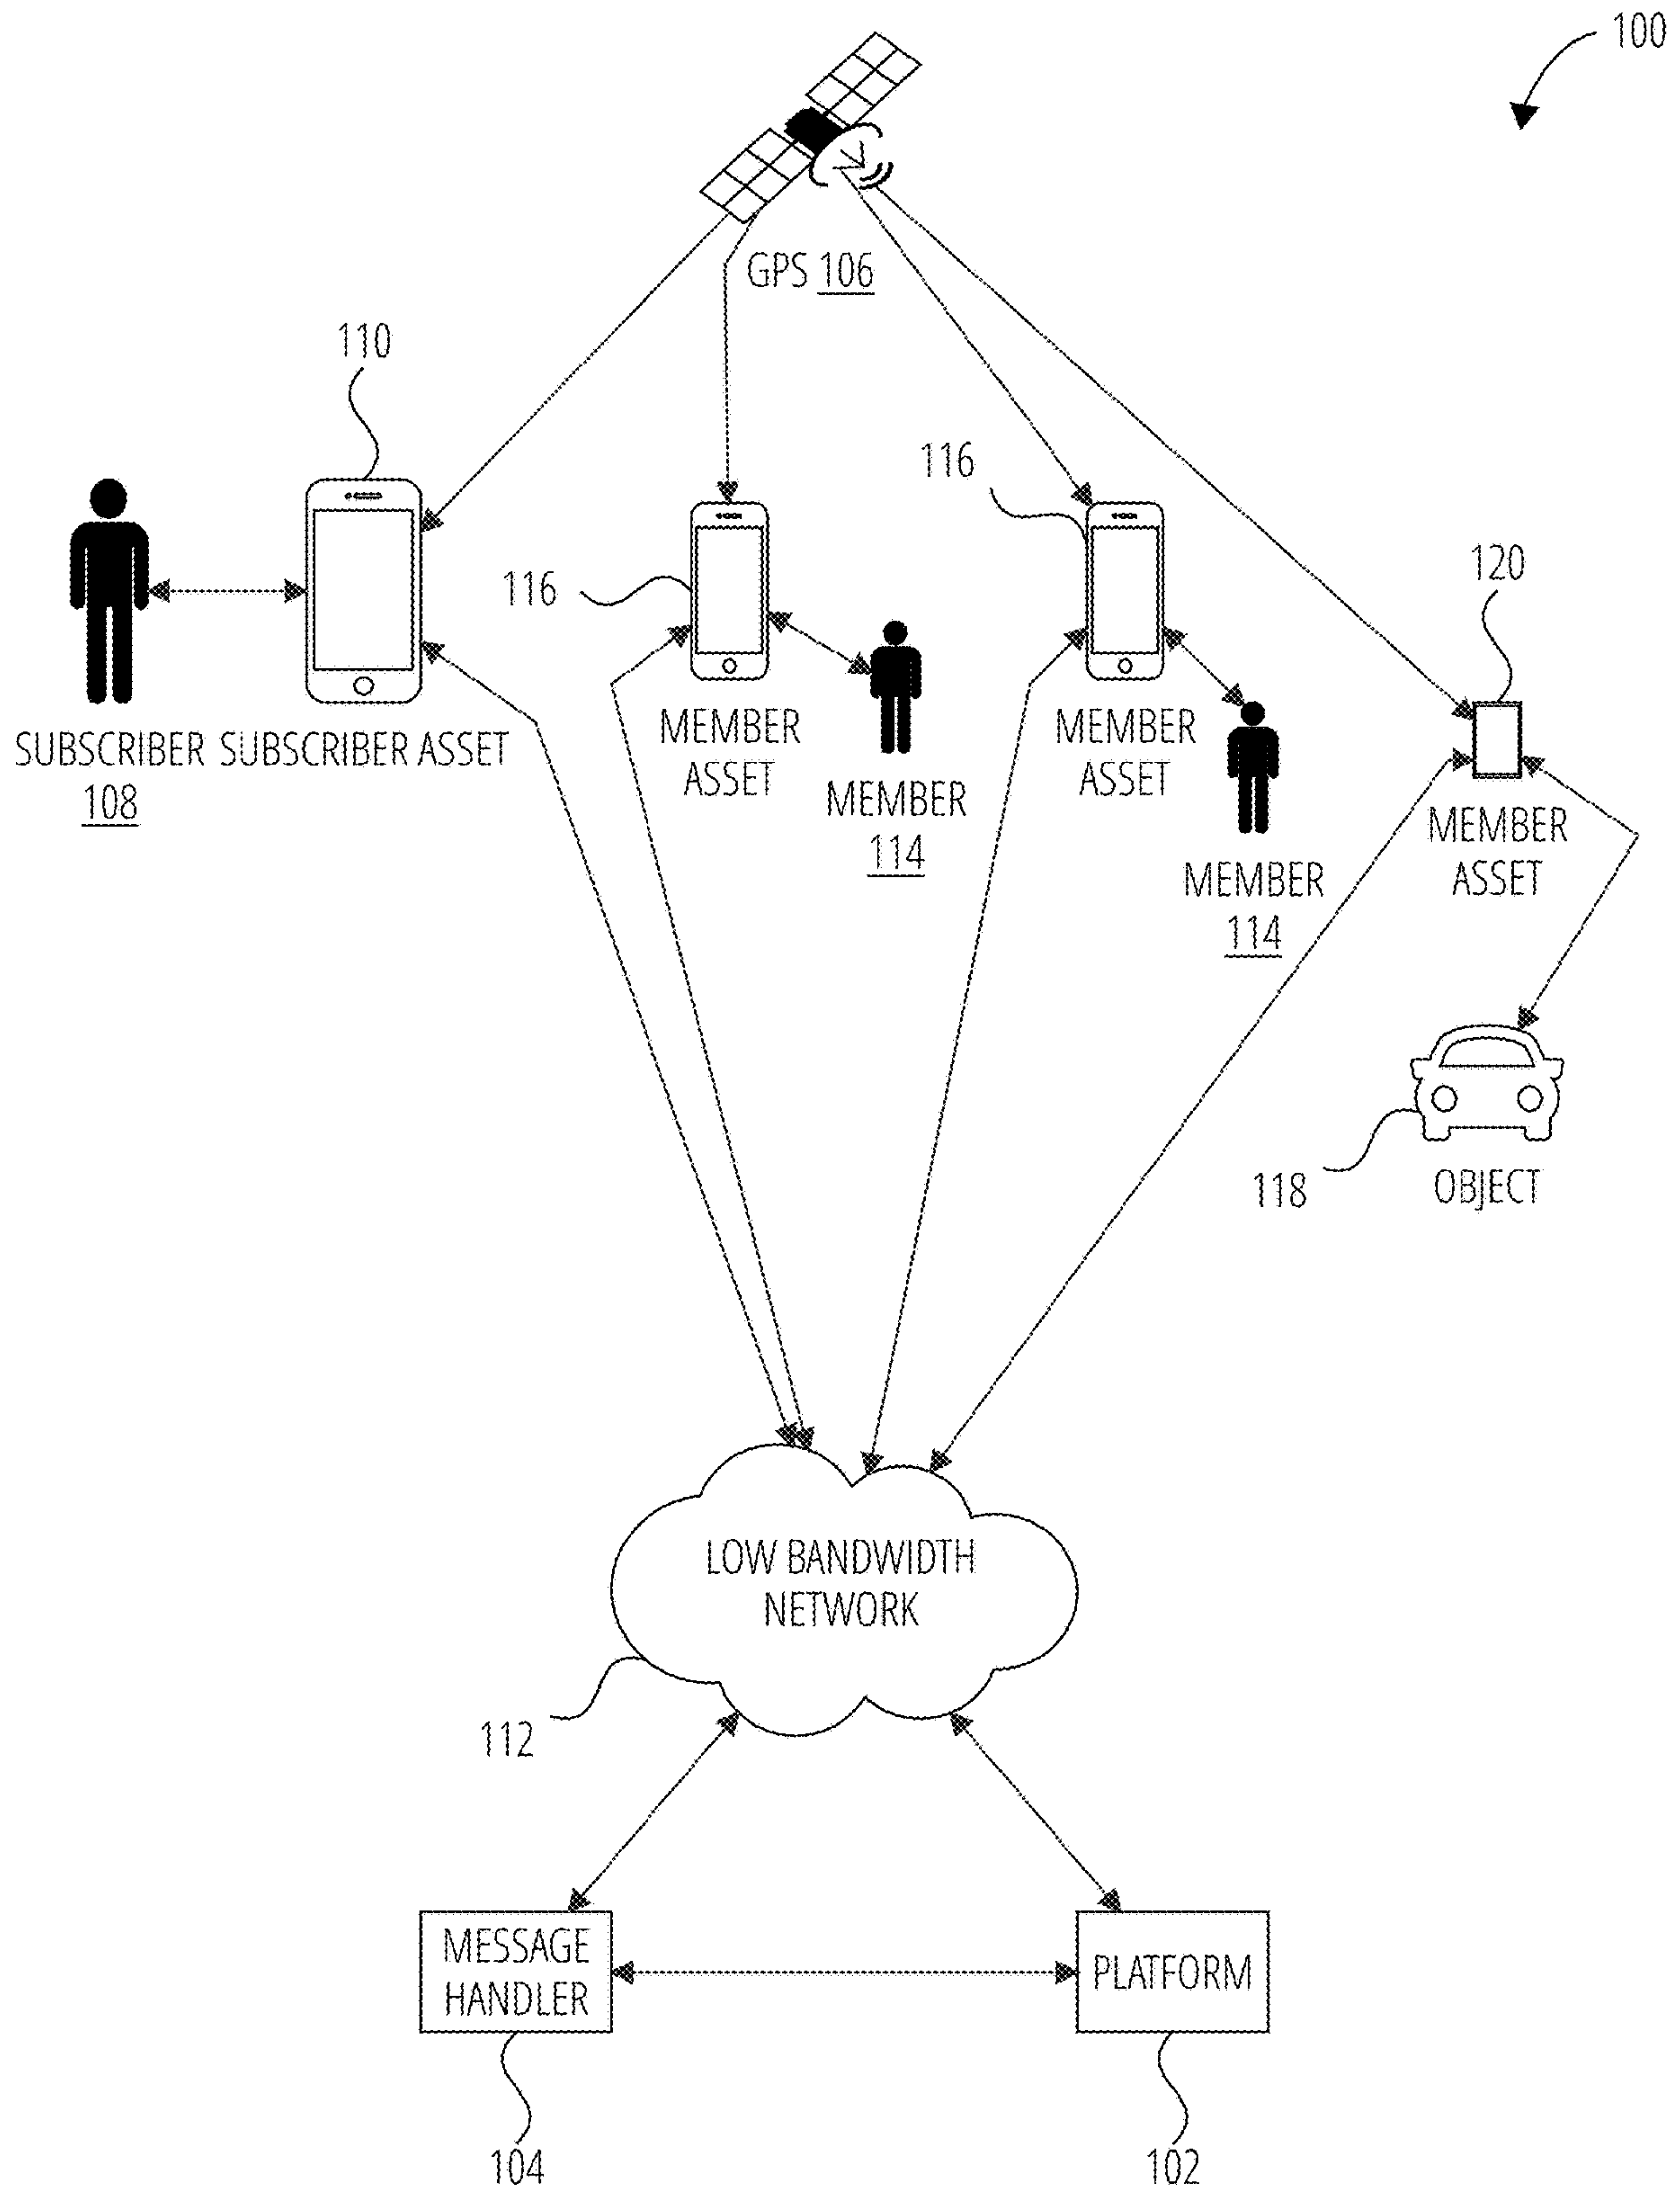 100
GPS 106
110
116
116
120
SUBSCRIBER
108
SUBSCRIBER ASSET
MEMBER
ASSET
MEMBER
114
MEMBER
ASSET
MEMBER
114
MEMBER
ASSET
118
OBJECT
LOW BANDWIDTH
NETWORK
112
MESSAGE
HANDLER
PLATFORM
104
102